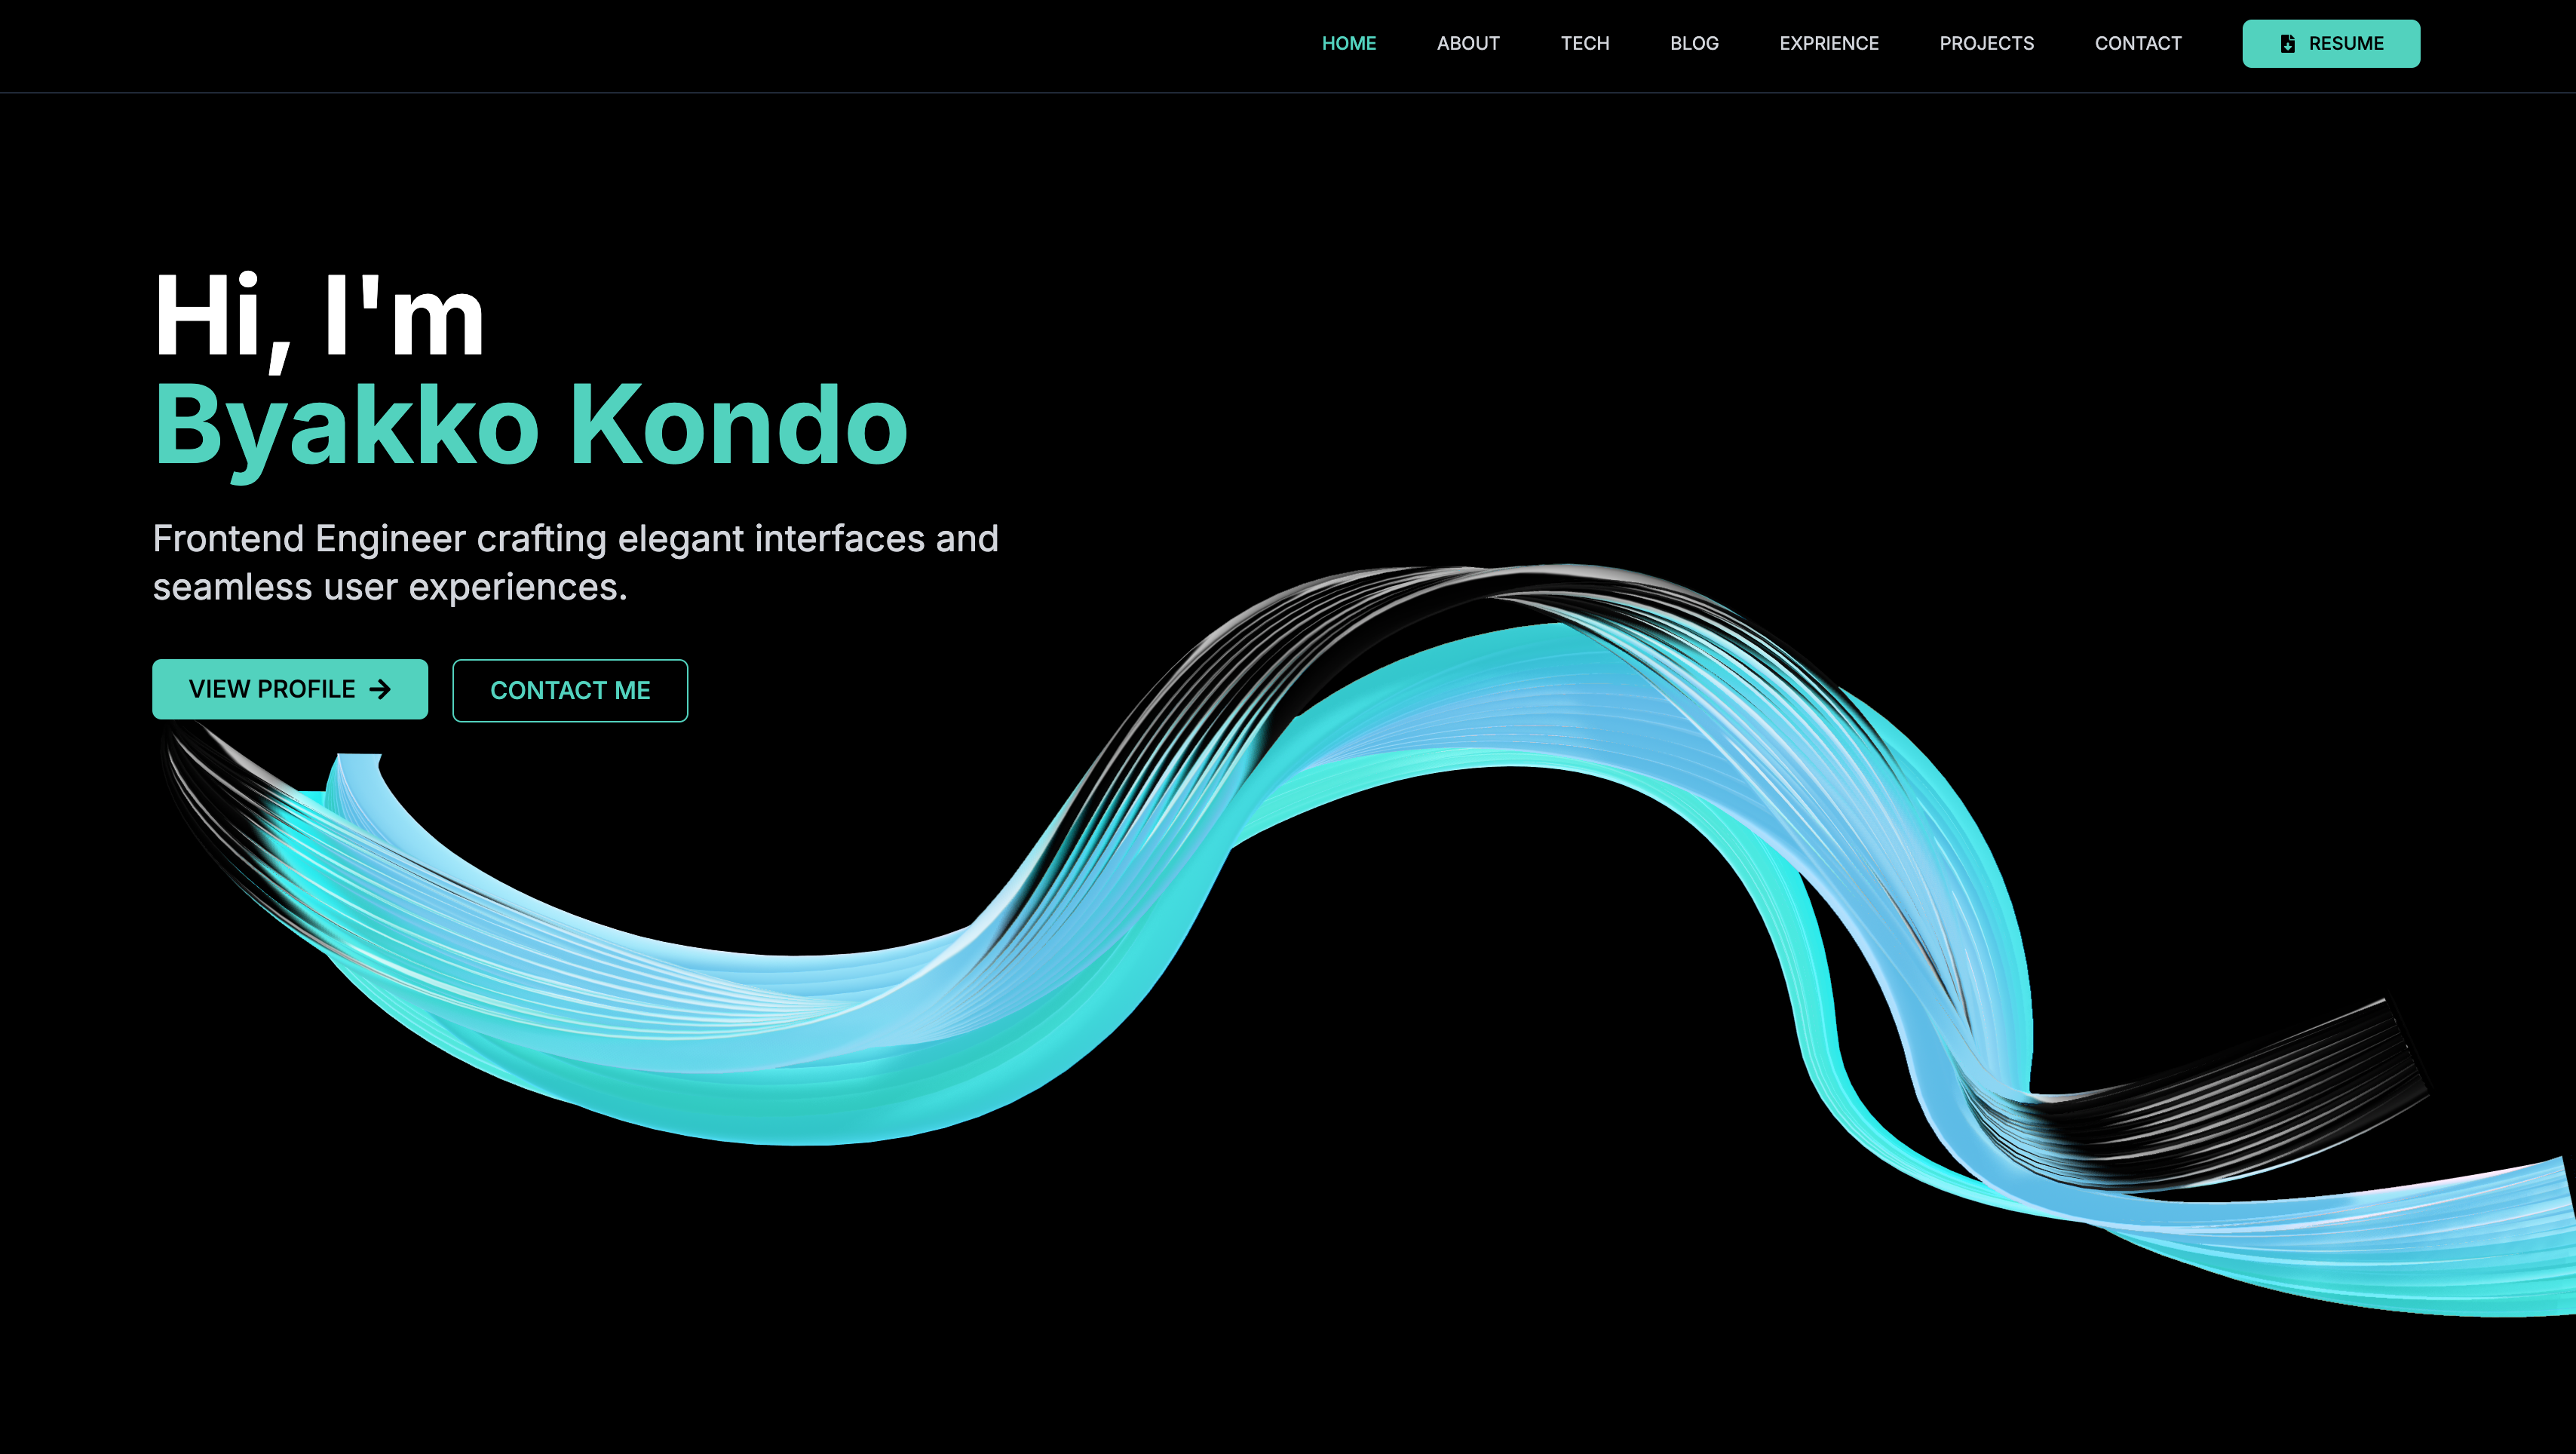 HOME ABOUT TECH BLOG EXPRIENCE PROJECTS CONTACT RESUME
Hi, I'm
Byakko Kondo
Frontend Engineer crafting elegant interfaces and
seamless user experiences.
VIEW PROFILE CONTACT ME